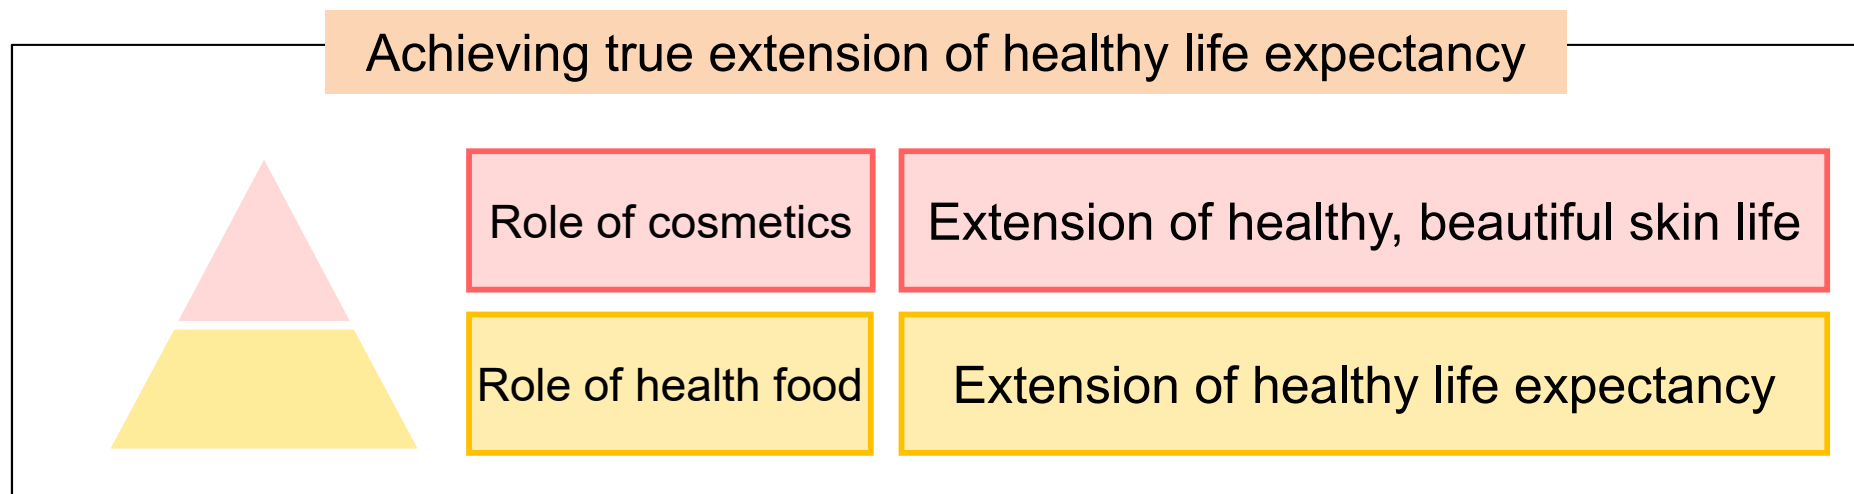 Achieving true extension of healthy life expectancy
Role of cosmetics
Extension of healthy, beautiful skin life
Role of health food
Extension of healthy life expectancy